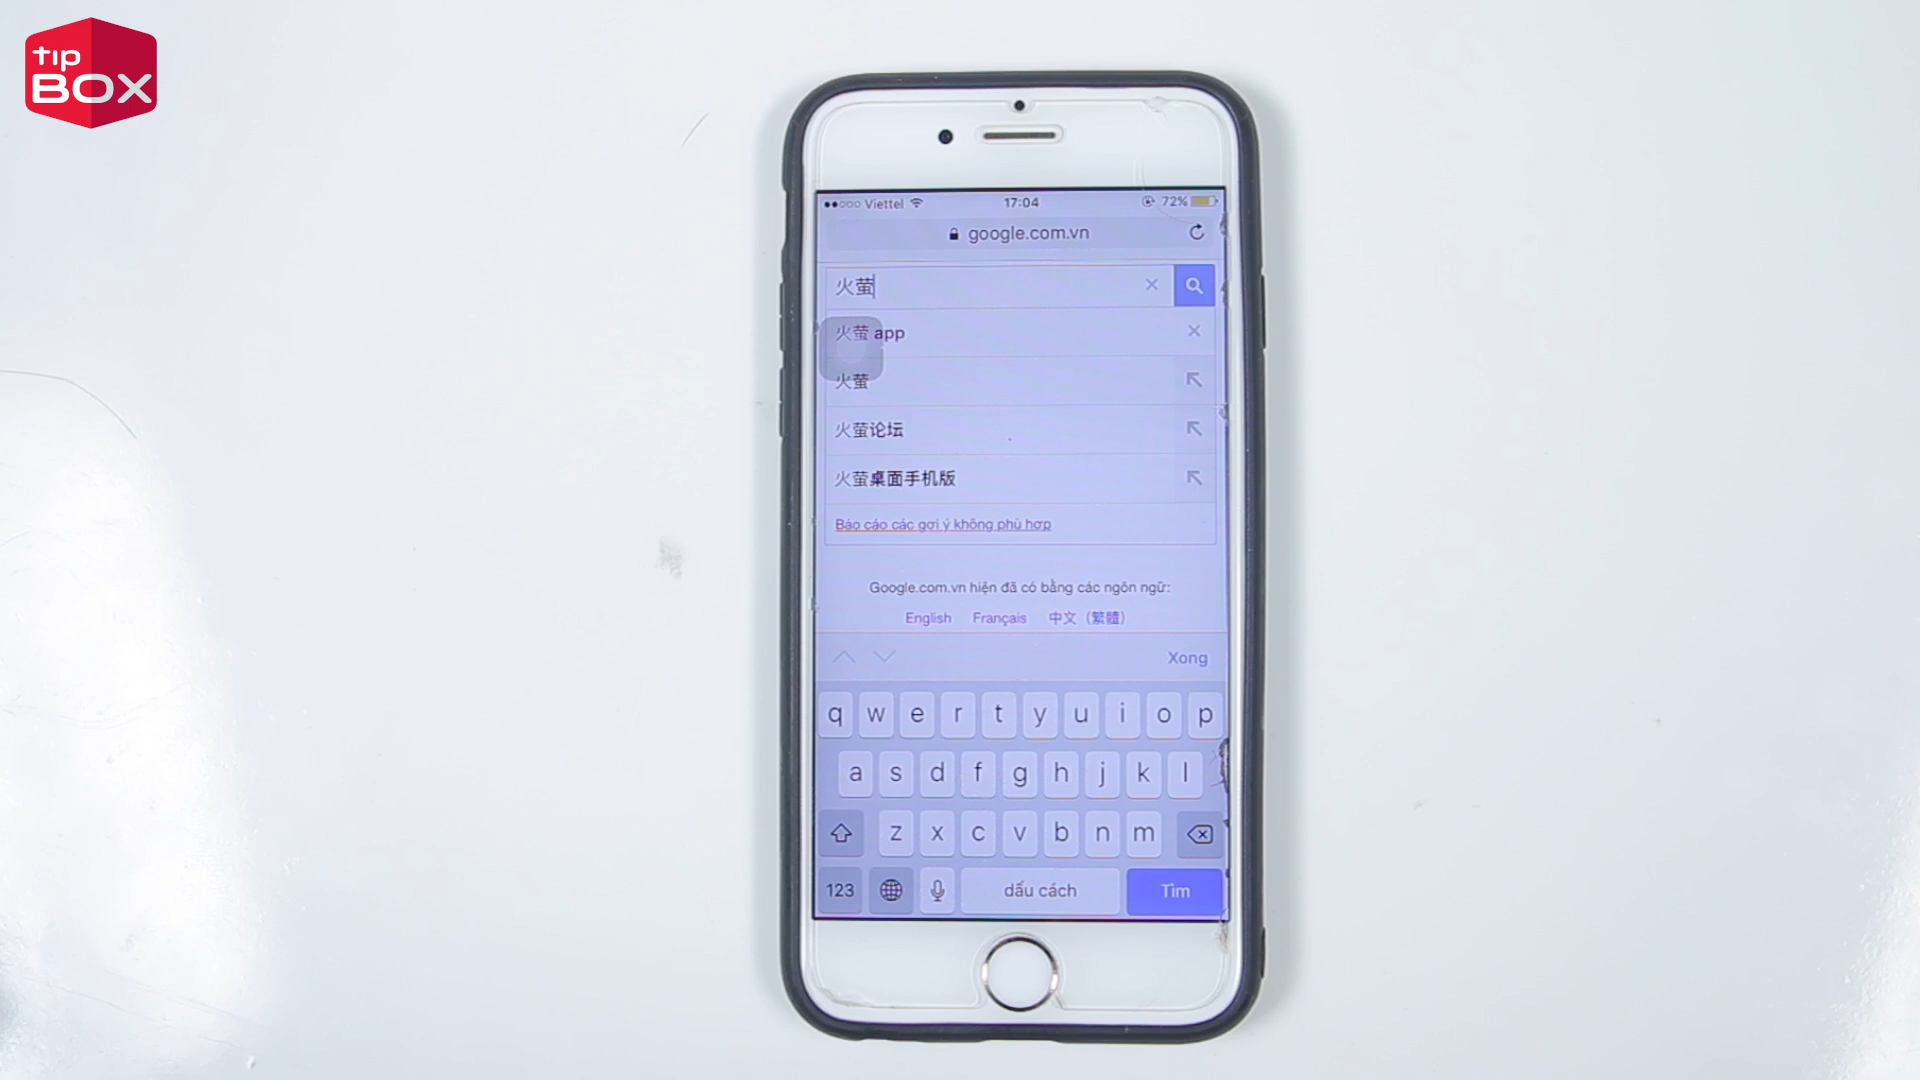 tip
BOX
Viettel 17:04 72%
google.com.vn
火萤
火萤 app
火萤
火萤论坛
火萤桌面手机版
Báo cáo các gợi ý không phù hợp
Google.com.vn hiện đã có bằng các ngôn ngữ:
English Français 中文（繁體）
Xong
q w e r t y u i o p
a s d f g h j k l
z x c v b n m
123 dấu cách Tìm